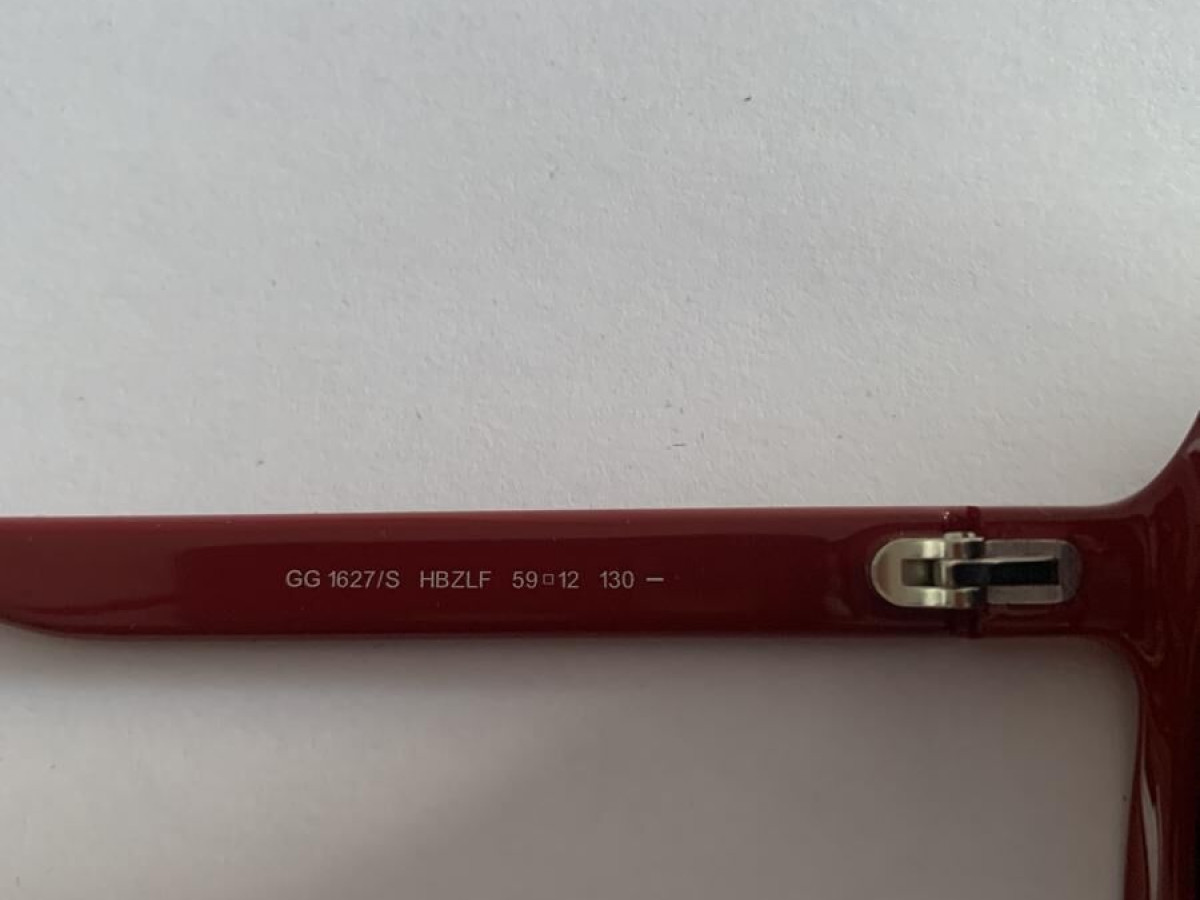 GG 1627/S HBZLF 59□12 130 –